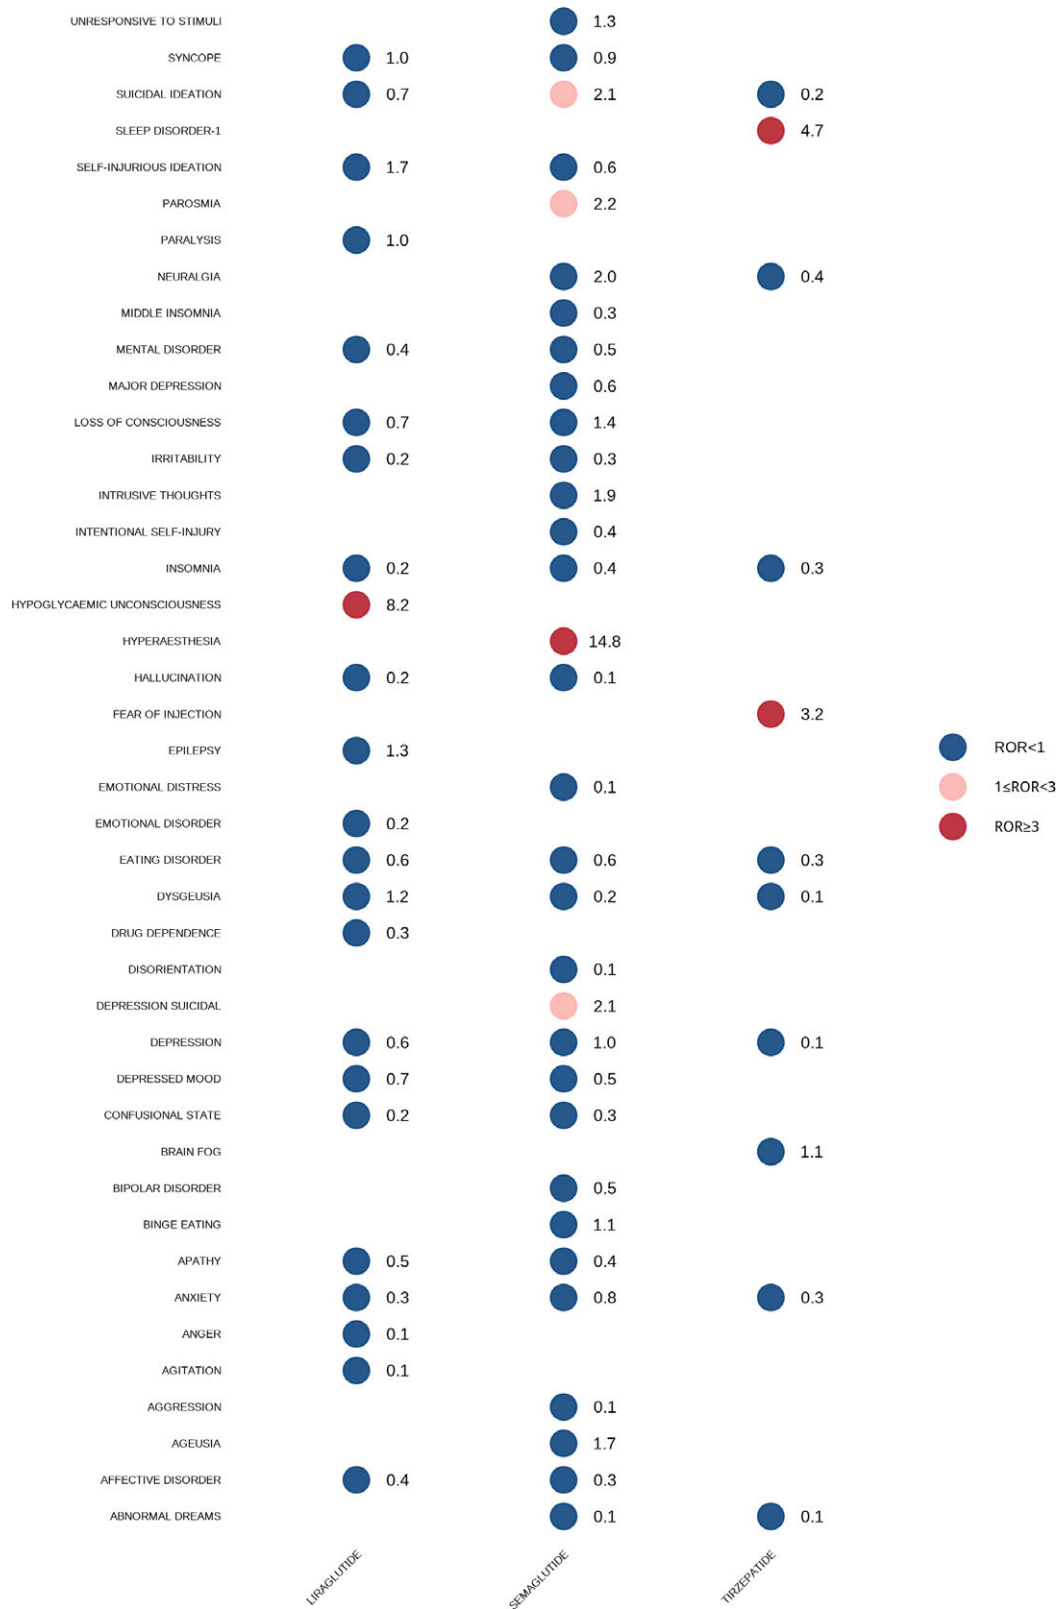 UNRESPONSIVE TO STIMULI 1.3
SYNCOPE 1.0 0.9
SUICIDAL IDEATION 0.7 2.1 0.2
SLEEP DISORDER-1 4.7
SELF-INJURIOUS IDEATION 1.7 0.6
PAROSMIA 2.2
PARALYSIS 1.0
NEURALGIA 2.0 0.4
MIDDLE INSOMNIA 0.3
MENTAL DISORDER 0.4 0.5
MAJOR DEPRESSION 0.6
LOSS OF CONSCIOUSNESS 0.7 1.4
IRRITABILITY 0.2 0.3
INTRUSIVE THOUGHTS 1.9
INTENTIONAL SELF-INJURY 0.4
INSOMNIA 0.2 0.4 0.3
HYPOGLYCAEMIC UNCONSCIOUSNESS 8.2
HYPERAESTHESIA 14.8
HALLUCINATION 0.2 0.1
FEAR OF INJECTION 3.2
EPILEPSY 1.3
EMOTIONAL DISTRESS 0.1
EMOTIONAL DISORDER 0.2
EATING DISORDER 0.6 0.6 0.3
DYSGEUSIA 1.2 0.2 0.1
DRUG DEPENDENCE 0.3
DISORIENTATION 0.1
DEPRESSION SUICIDAL 2.1
DEPRESSION 0.6 1.0 0.1
DEPRESSED MOOD 0.7 0.5
CONFUSIONAL STATE 0.2 0.3
BRAIN FOG 1.1
BIPOLAR DISORDER 0.5
BINGE EATING 1.1
APATHY 0.5 0.4
ANXIETY 0.3 0.8 0.3
ANGER 0.1
AGITATION 0.1
AGGRESSION 0.1
AGEUSIA 1.7
AFFECTIVE DISORDER 0.4 0.3
ABNORMAL DREAMS 0.1 0.1
LIRAGLUTIDE SEMAGLUTIDE TIRZEPATIDE
ROR<1
1≤ROR<3
ROR≥3